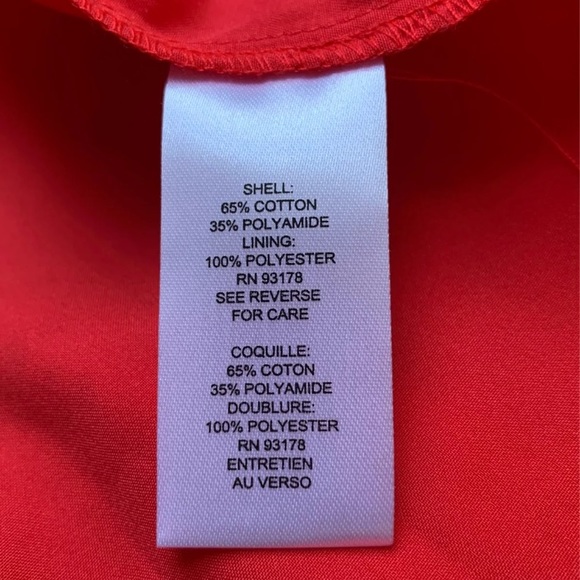 SHELL:
65% COTTON
35% POLYAMIDE
LINING:
100% POLYESTER
RN 93178
SEE REVERSE
FOR CARE
COQUILLE:
65% COTON
35% POLYAMIDE
DOUBLURE:
100% POLYESTER
RN 93178
ENTRETIEN
AU VERSO